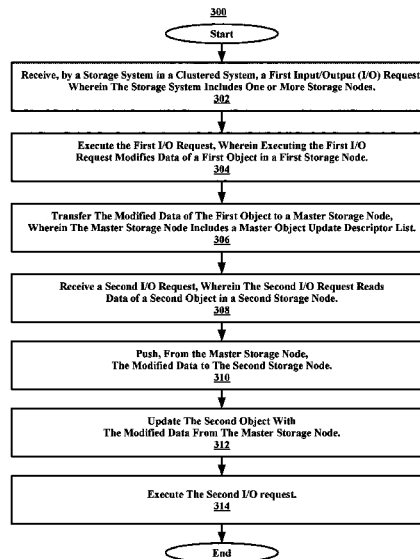 300
Start
Receive, by a Storage System in a Clustered System, a First Input/Output (I/O) Request
Wherein The Storage System Includes One or More Storage Nodes.
302
Execute the First I/O Request, Wherein Executing the First I/O
Request Modifies Data of a First Object in a First Storage Node.
304
Transfer The Modified Data of The First Object to a Master Storage Node,
Wherein The Master Storage Node Includes a Master Object Update Descriptor List.
306
Receive a Second I/O Request, Wherein The Second I/O Request Reads
Data of a Second Object in a Second Storage Node.
308
Push, From the Master Storage Node,
The Modified Data to The Second Storage Node.
310
Update The Second Object With
The Modified Data From The Master Storage Node.
312
Execute The Second I/O request.
314
End